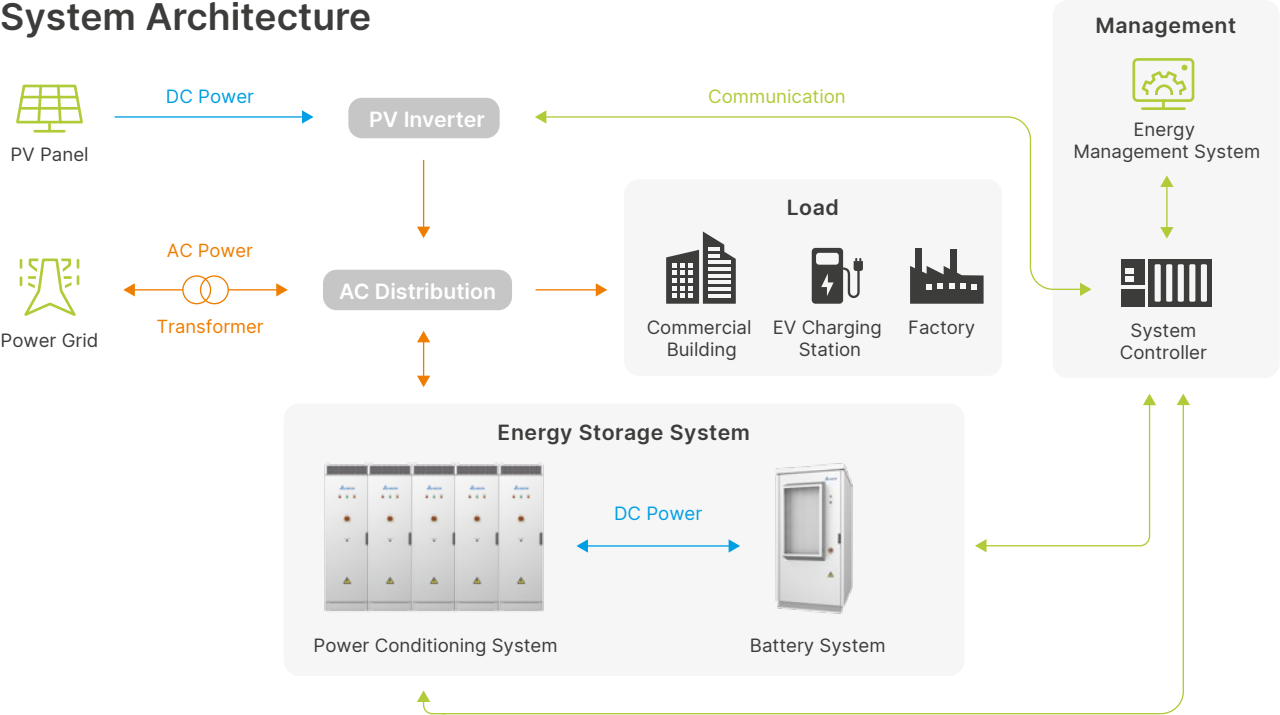 System Architecture
Management
DC Power
Communication
PV Inverter
PV Panel
Energy
Management System
Load
AC Power
AC Distribution
Transformer
Power Grid
Commercial
Building
EV Charging
Station
Factory
System
Controller
Energy Storage System
DC Power
Power Conditioning System
Battery System